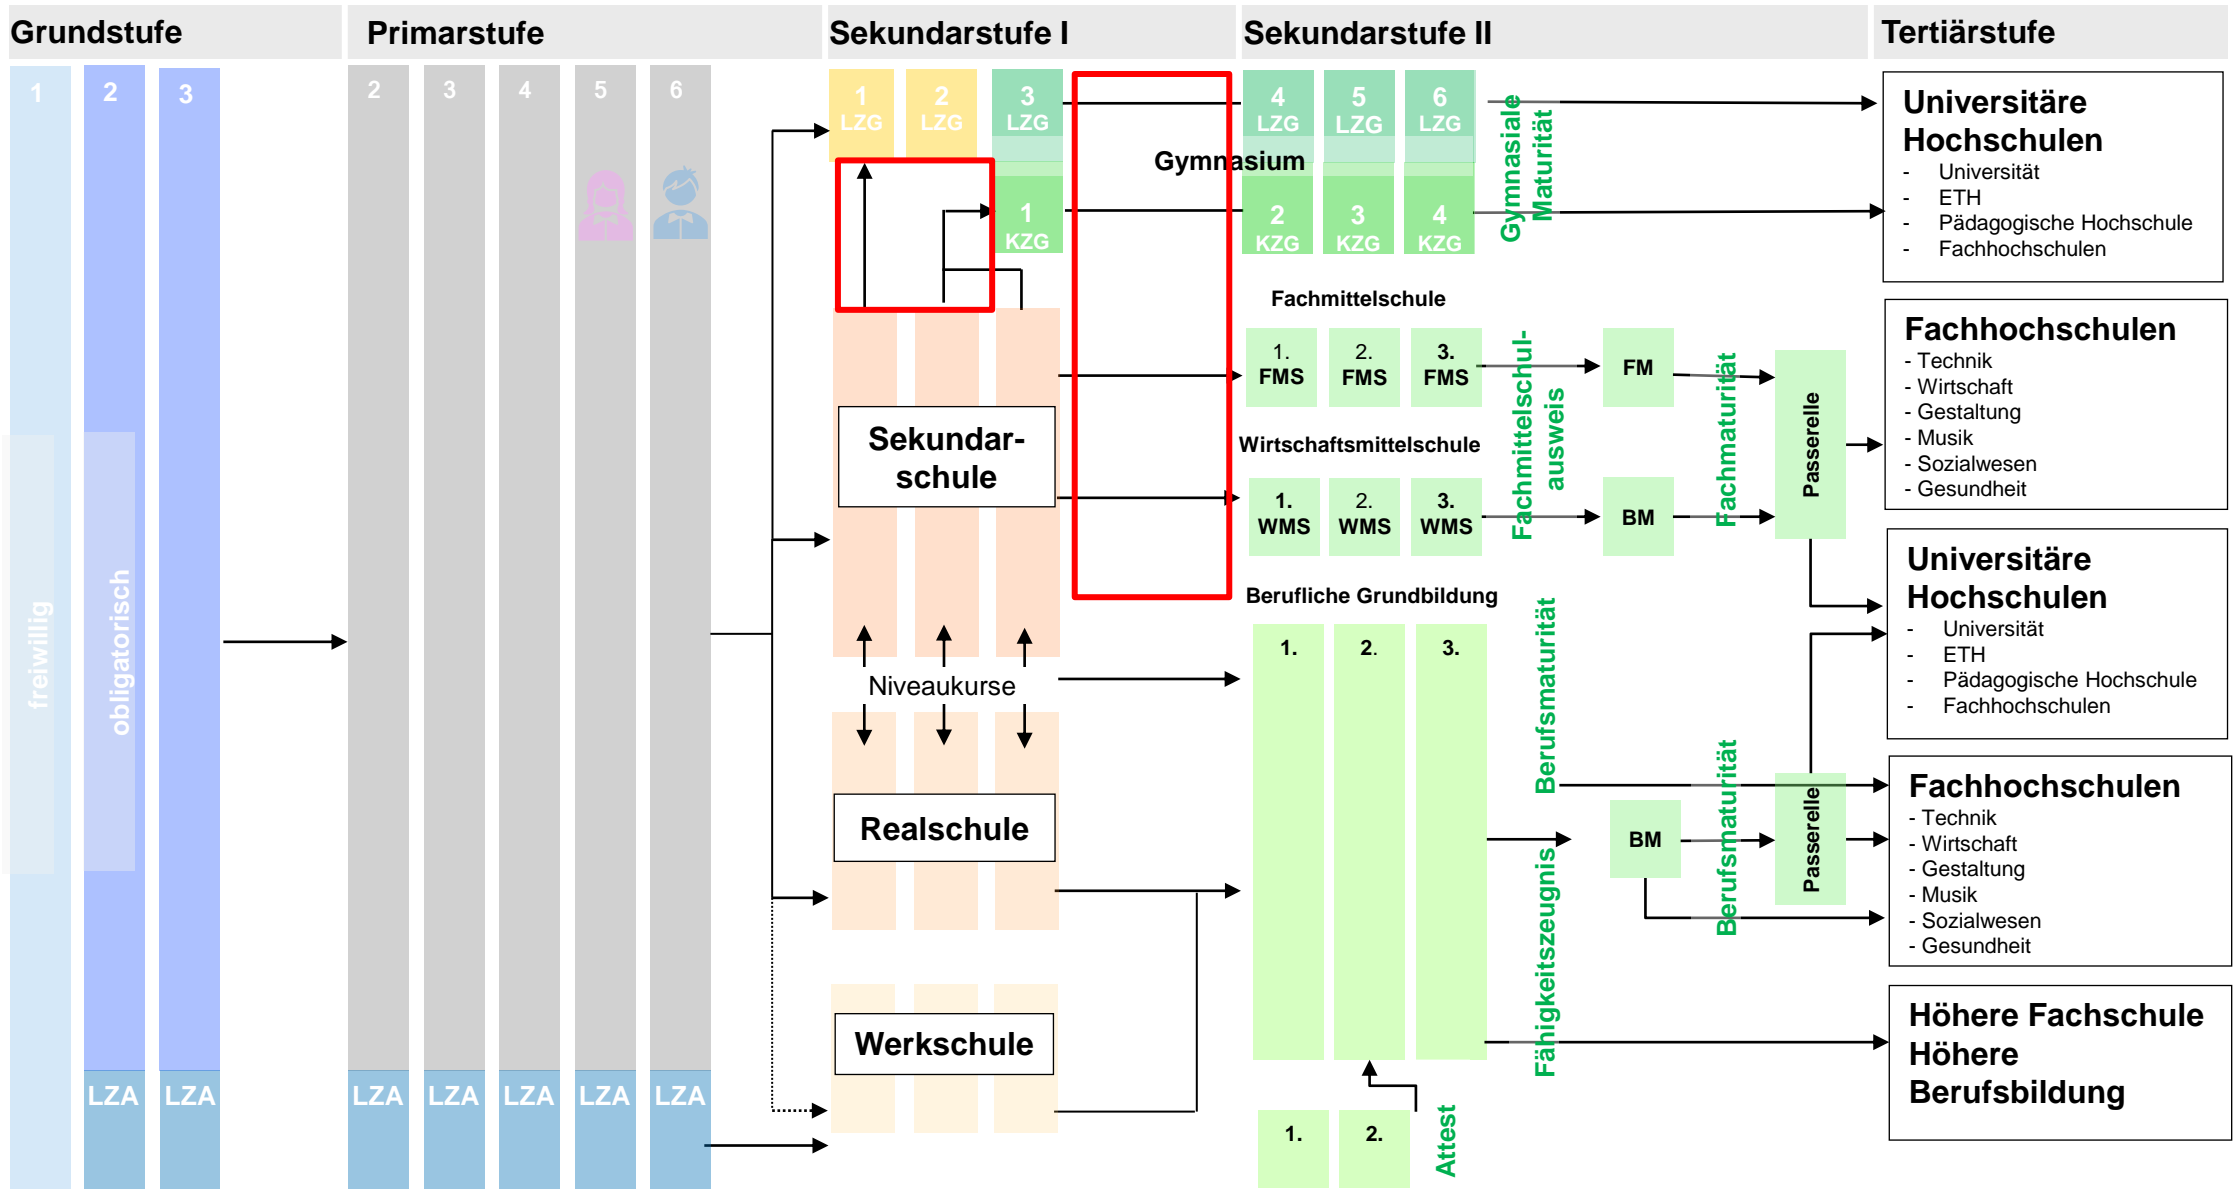 Grundstufe
Primarstufe
Sekundarstufe I
Sekundarstufe II
Tertiärstufe
1
2
3
freiwillig
obligatorisch
LZA
LZA
2
3
4
5
6
LZA
LZA
LZA
LZA
LZA
1
LZG
2
LZG
3
LZG
1
KZG
Sekundar-
schule
Niveaukurse
Realschule
Werkschule
4
LZG
5
LZG
6
LZG
Gymnasium
2
KZG
3
KZG
4
KZG
Gymnasiale
Maturität
Fachmittelschule
1.
FMS
2.
FMS
3.
FMS
Fachmittelschul-
ausweis
FM
Fachmaturität
Passerelle
Wirtschaftsmittelschule
1.
WMS
2.
WMS
3.
WMS
BM
Berufliche Grundbildung
1.
2.
3.
Berufsmaturität
Fähigkeitszeugnis
BM
Berufsmaturität
Passerelle
1.
2.
Attest
Universitäre
Hochschulen
- Universität
- ETH
- Pädagogische Hochschule
- Fachhochschulen
Fachhochschulen
- Technik
- Wirtschaft
- Gestaltung
- Musik
- Sozialwesen
- Gesundheit
Universitäre
Hochschulen
- Universität
- ETH
- Pädagogische Hochschule
- Fachhochschulen
Fachhochschulen
- Technik
- Wirtschaft
- Gestaltung
- Musik
- Sozialwesen
- Gesundheit
Höhere Fachschule
Höhere
Berufsbildung